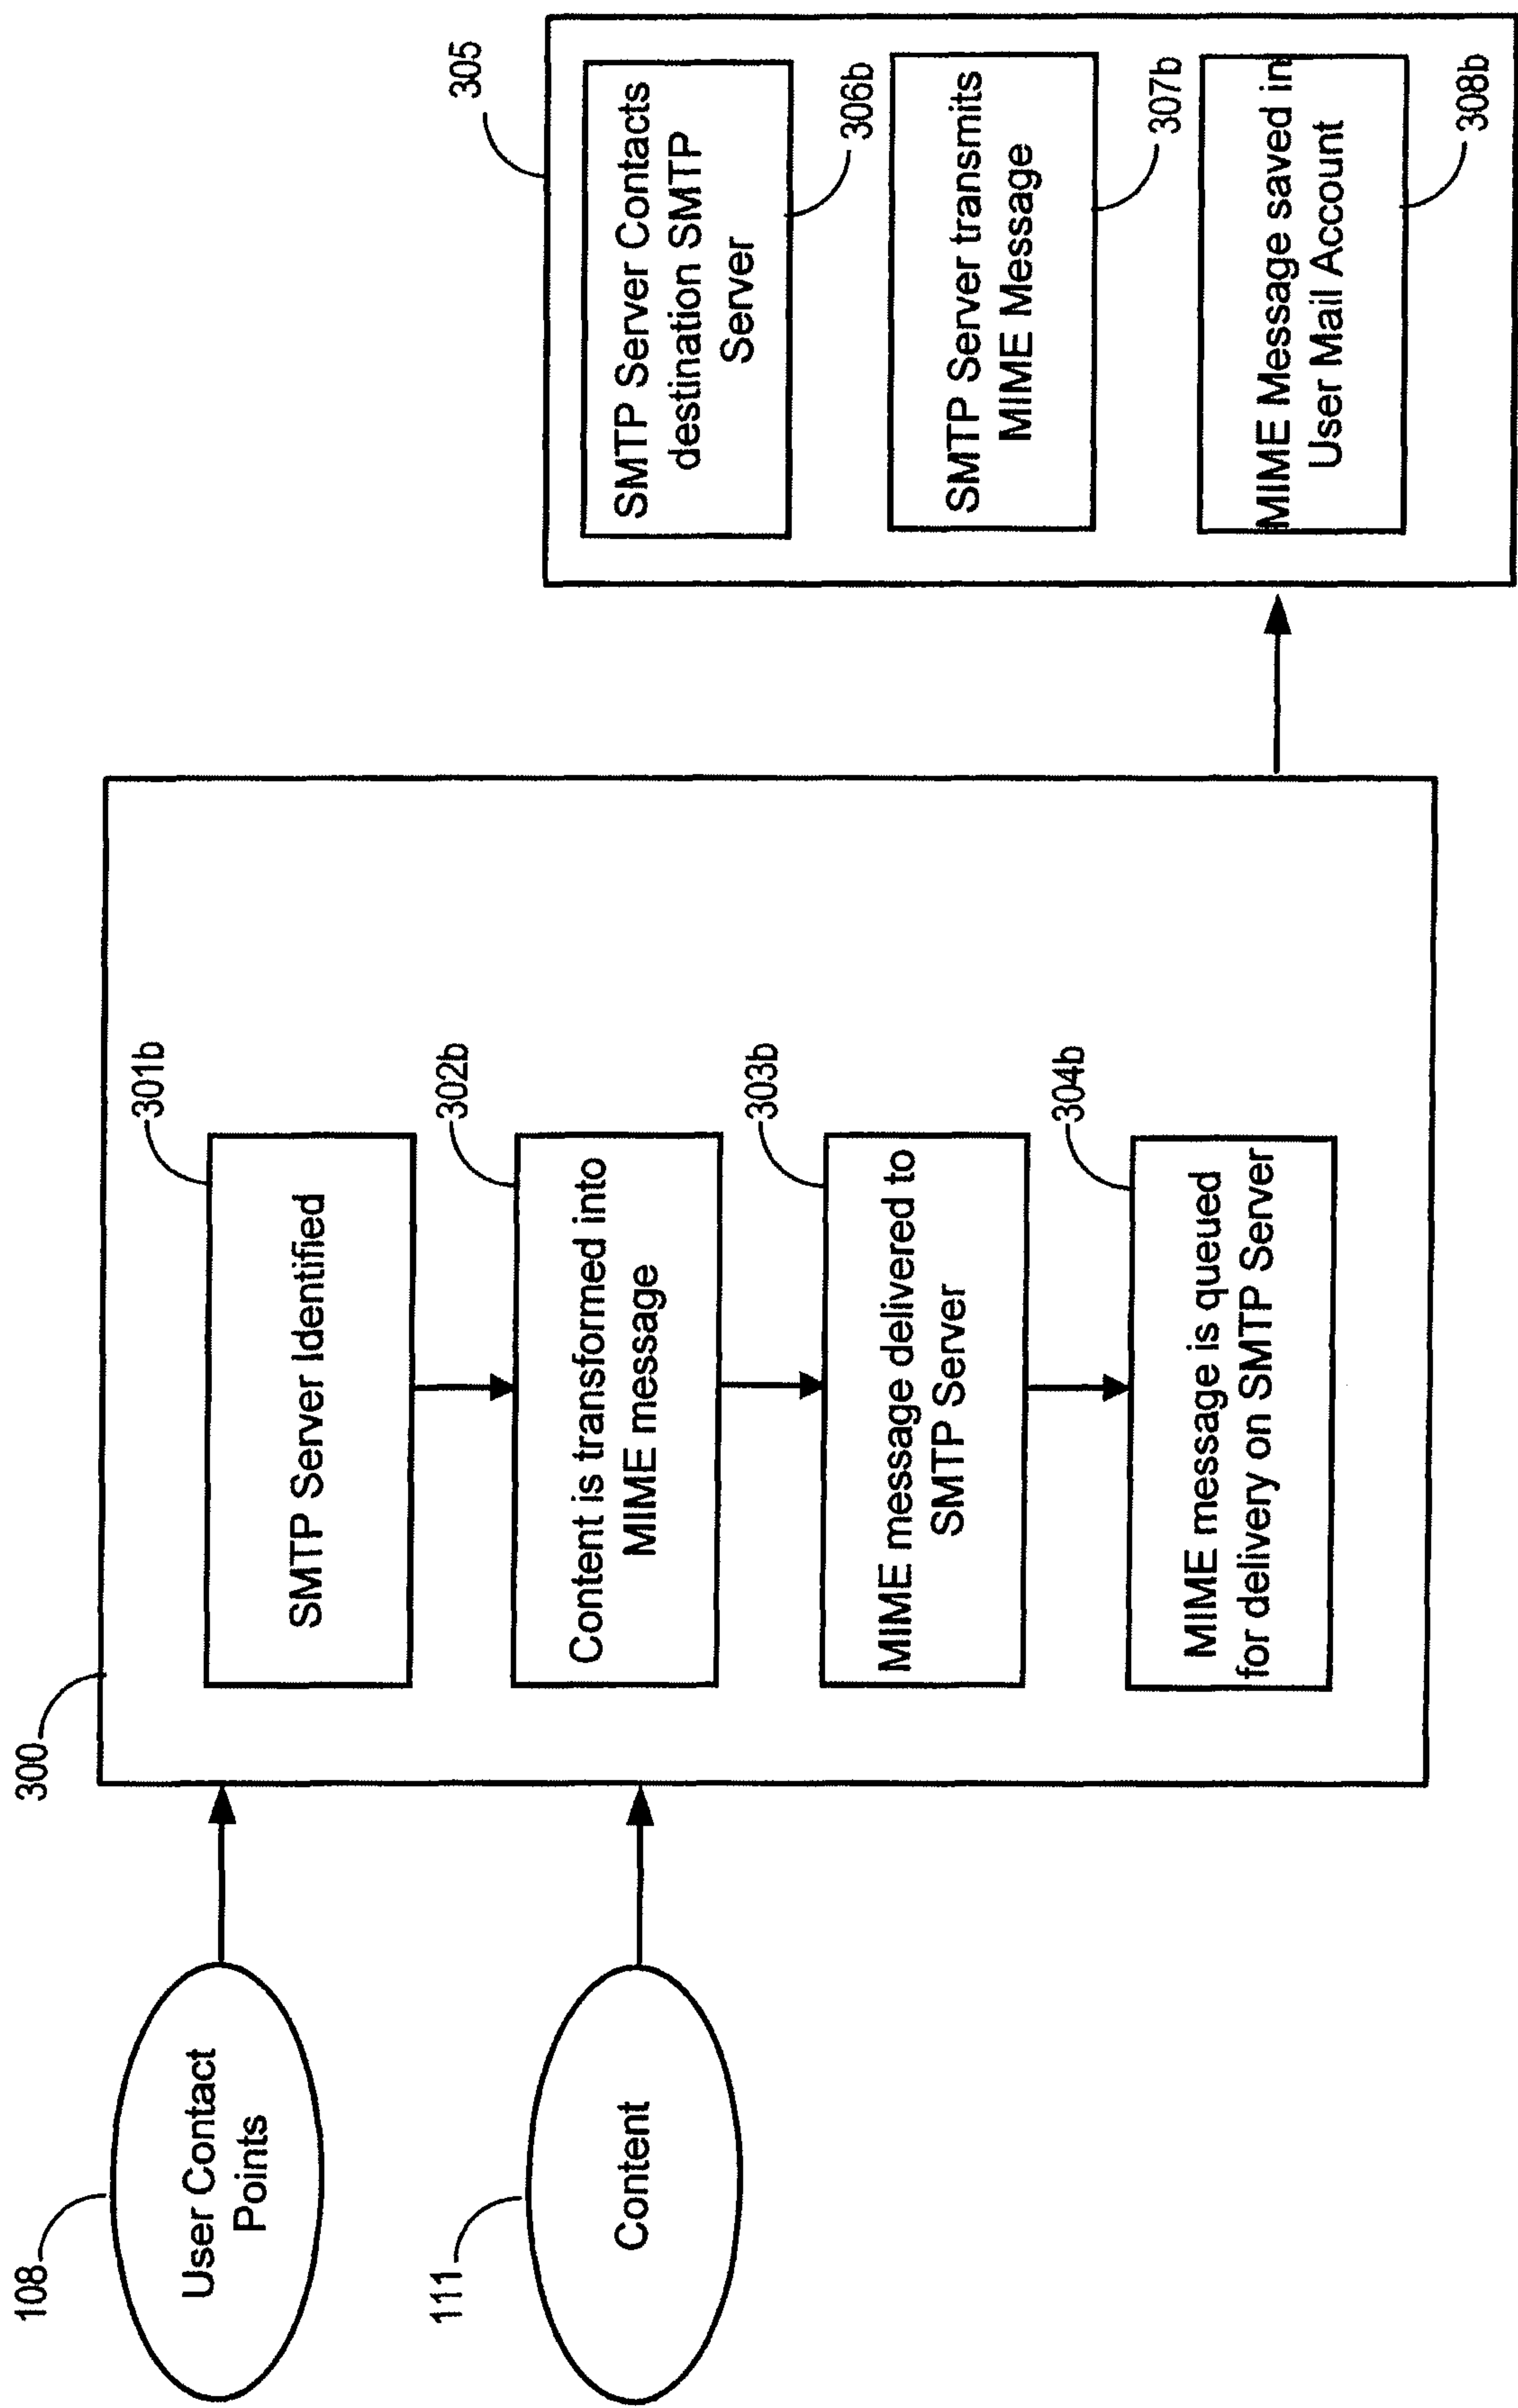 108
User Contact
Points
111
Content
300
301b
SMTP Server Identified
302b
Content is transformed into
MIME message
303b
MIME message delivered to
SMTP Server
304b
MIME message is queued
for delivery on SMTP Server
305
SMTP Server Contacts
destination SMTP
Server
306b
SMTP Server transmits
MIME Message
307b
MIME Message saved in
User Mail Account
308b